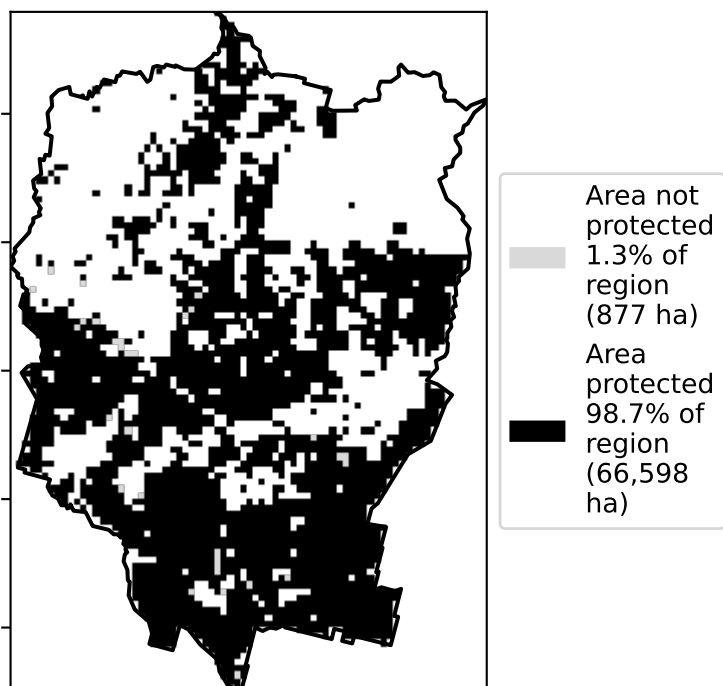 Area not
protected
1.3% of
region
(877 ha)
Area
protected
98.7% of
region
(66,598
ha)